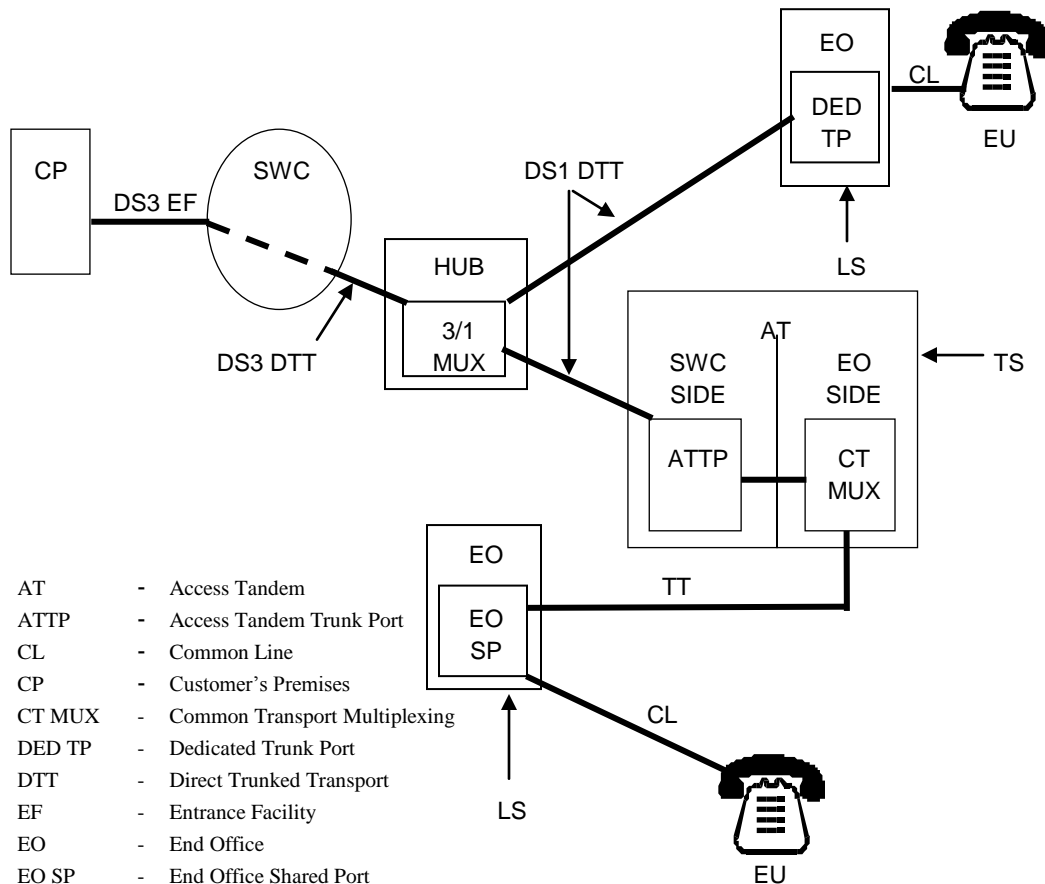 EO
CL
DED
TP
EU
CP
SWC
DS1 DTT
DS3 EF
LS
HUB
3/1
MUX
DS3 DTT
AT
SWC
SIDE
EO
SIDE
TS
ATTP
CT
MUX
EO
TT
EO
SP
CL
LS
EU
AT - Access Tandem
ATTP - Access Tandem Trunk Port
CL - Common Line
CP - Customer's Premises
CT MUX - Common Transport Multiplexing
DED TP - Dedicated Trunk Port
DTT - Direct Trunked Transport
EF - Entrance Facility
EO - End Office
EO SP - End Office Shared Port